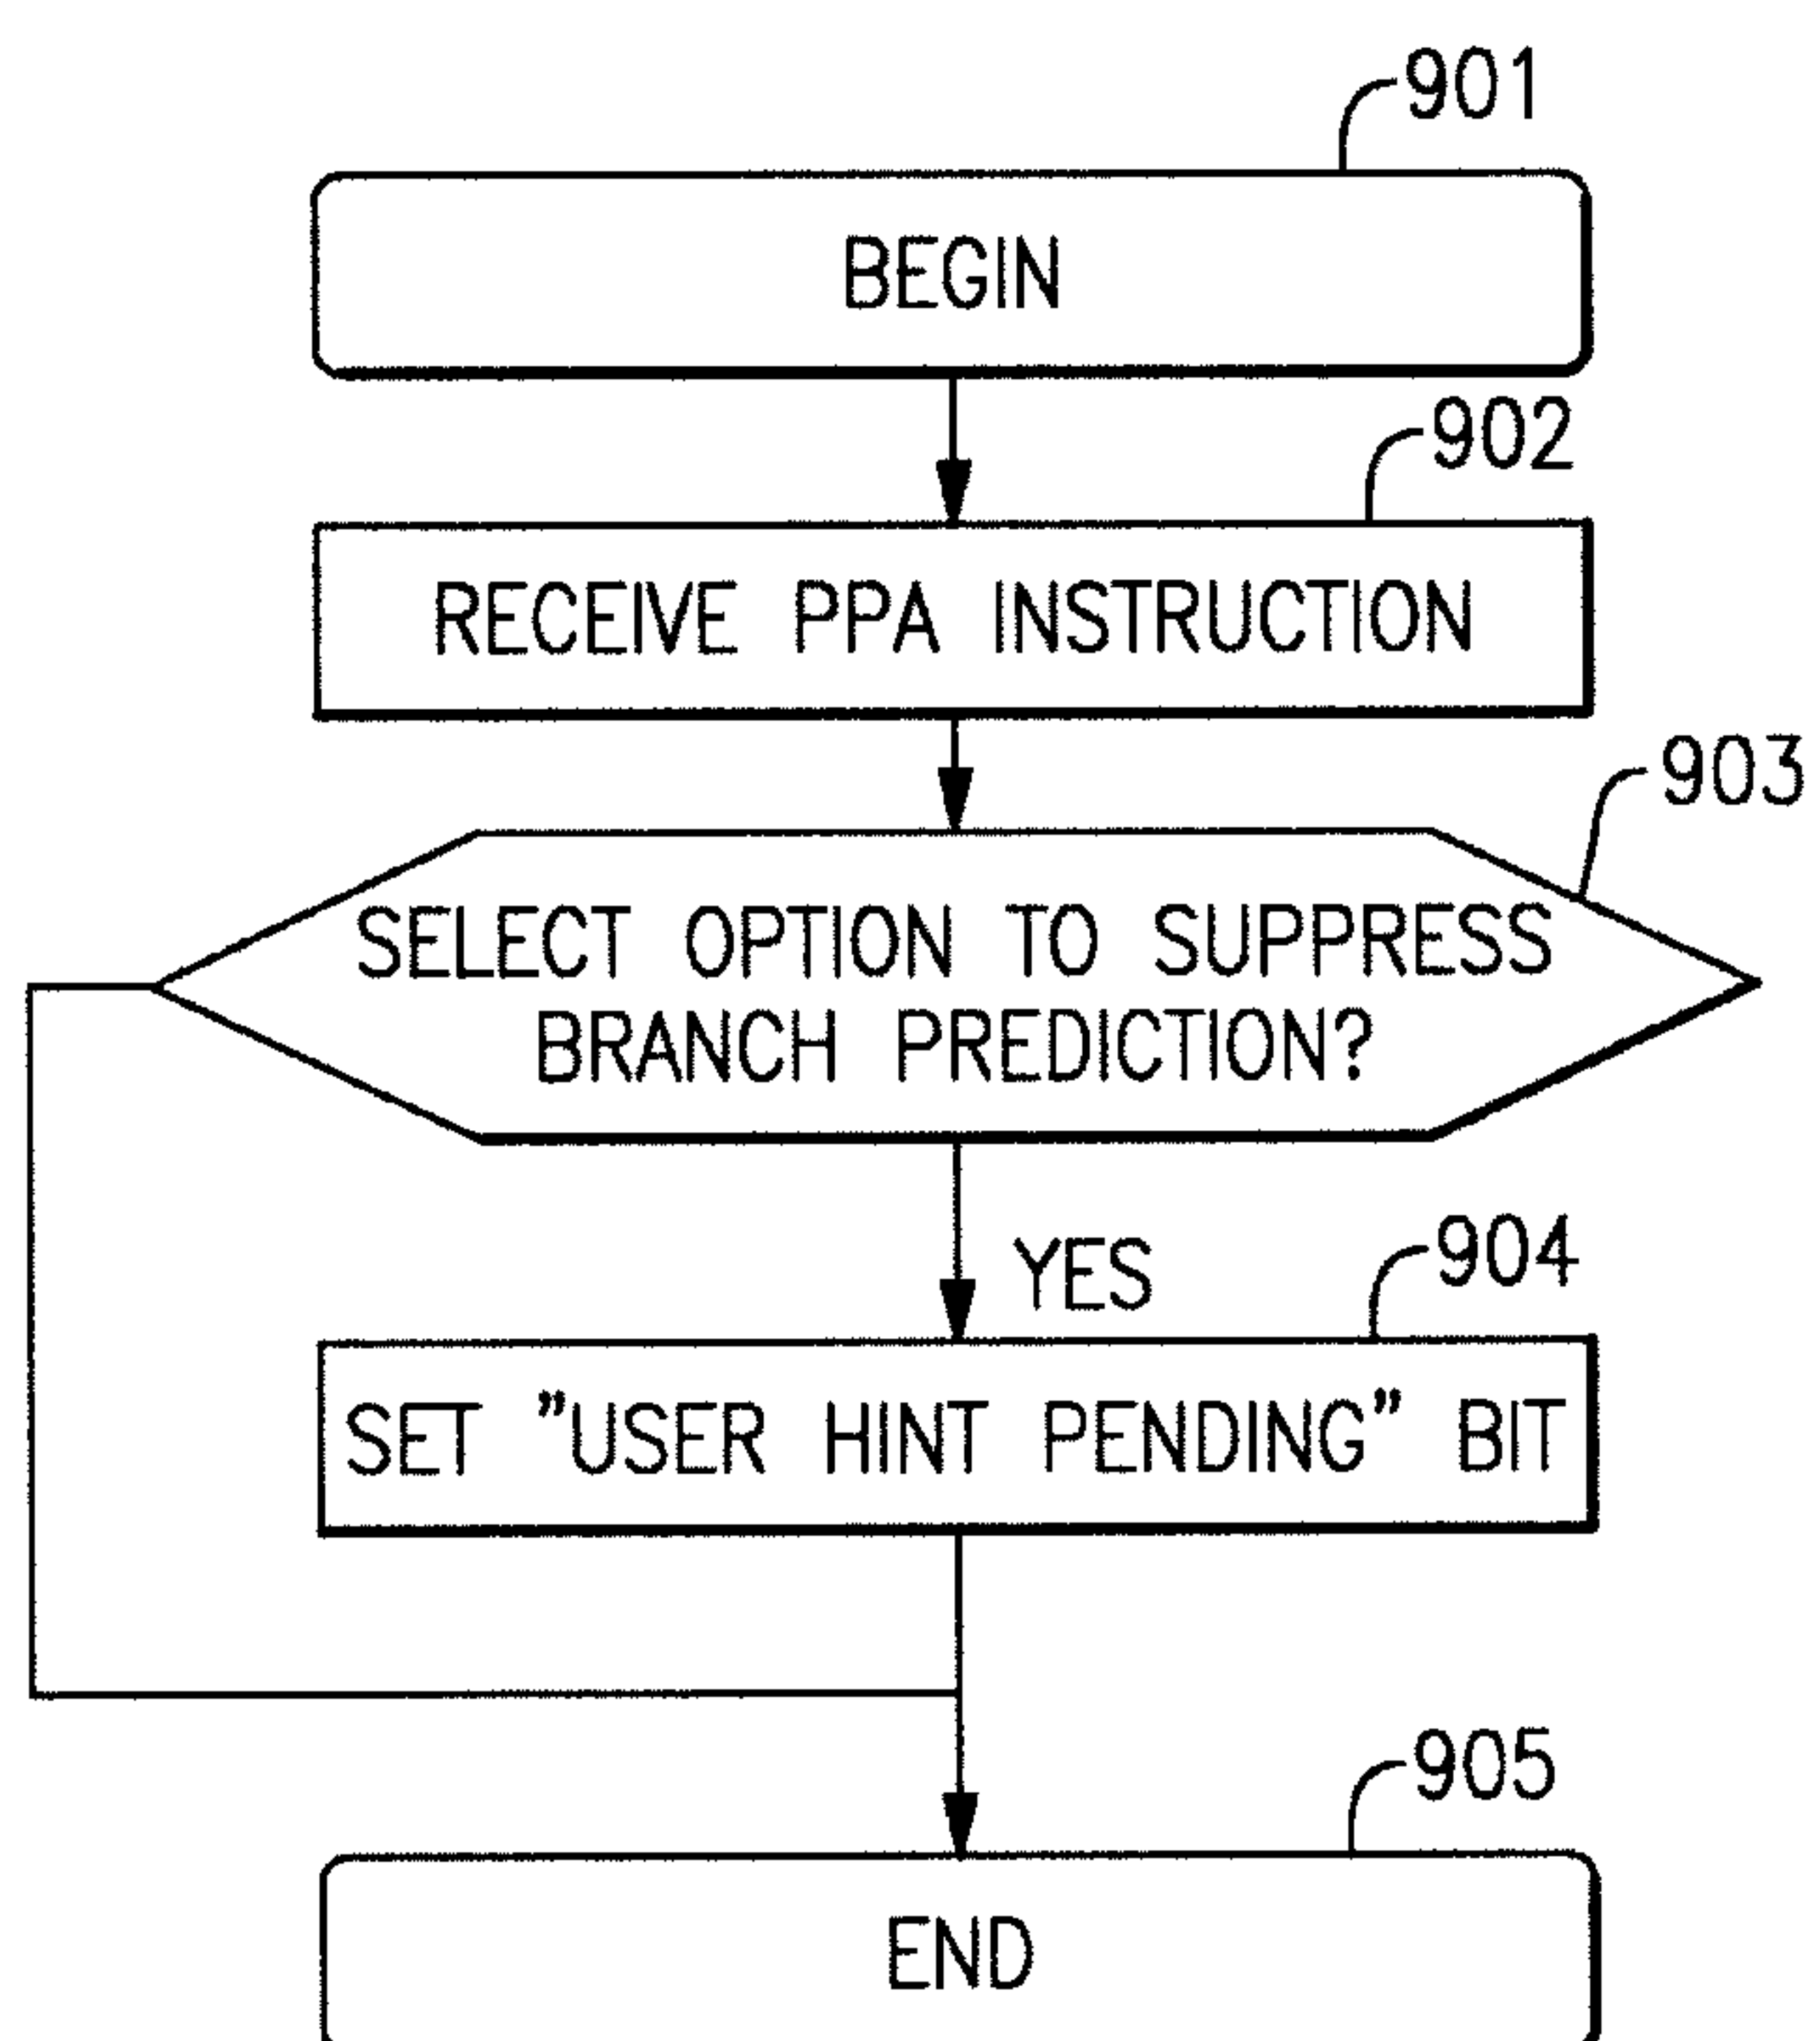 901
BEGIN
902
RECEIVE PPA INSTRUCTION
903
SELECT OPTION TO SUPPRESS
BRANCH PREDICTION?
YES
904
SET "USER HINT PENDING" BIT
905
END